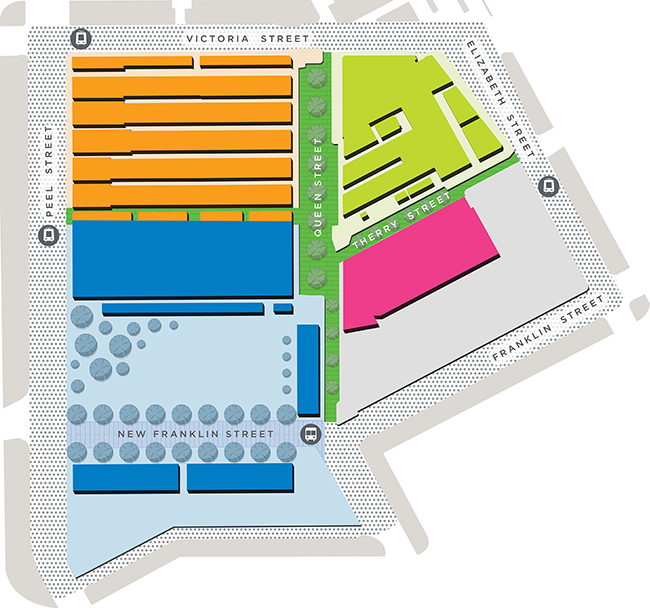 VICTORIA STREET
ELIZABETH STREET
PEEL STREET
QUEEN STREET
THERRY STREET
FRANKLIN STREET
NEW FRANKLIN STREET